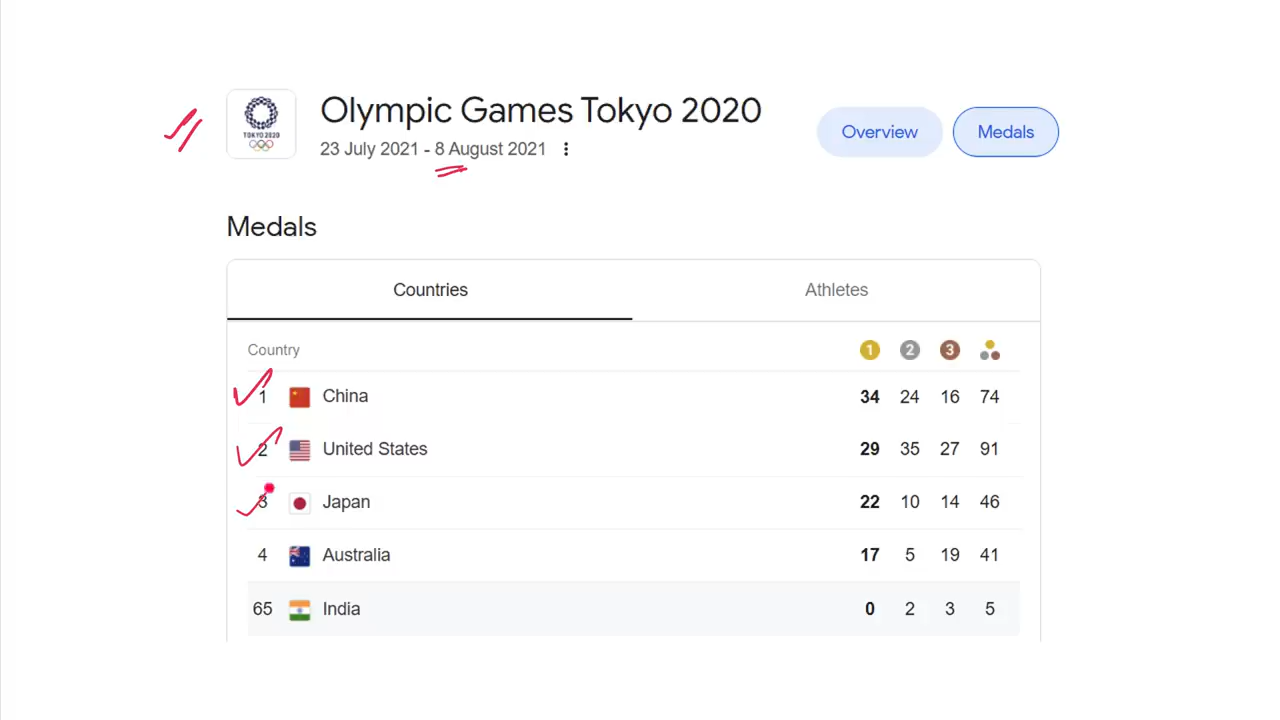 Olympic Games Tokyo 2020
TOKYO 2020
23 July 2021 - 8 August 2021
Overview
Medals
Medals
Countries
Athletes
Country
1 2 3
1 China 34 24 16 74
2 United States 29 35 27 91
3 Japan 22 10 14 46
4 Australia 17 5 19 41
65 India 0 2 3 5